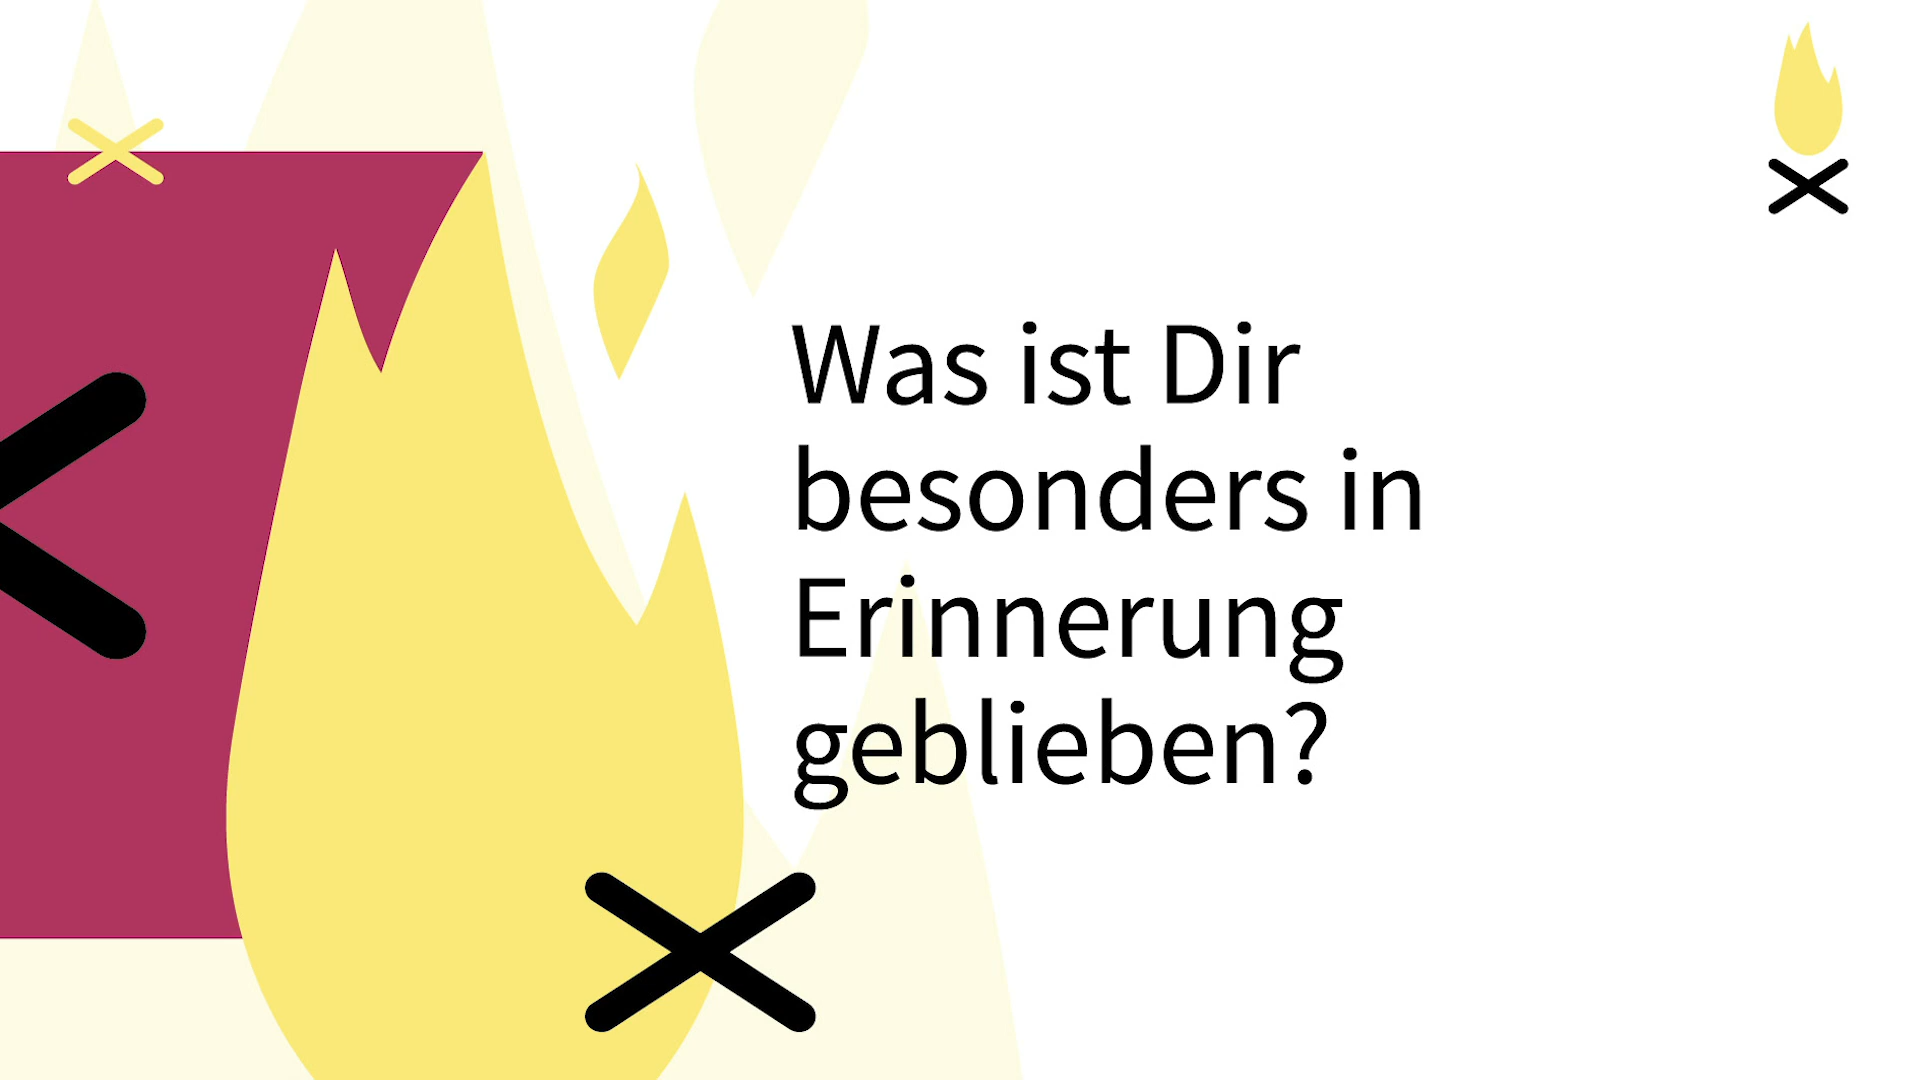 Was ist Dir
besonders in
Erinnerung
geblieben?